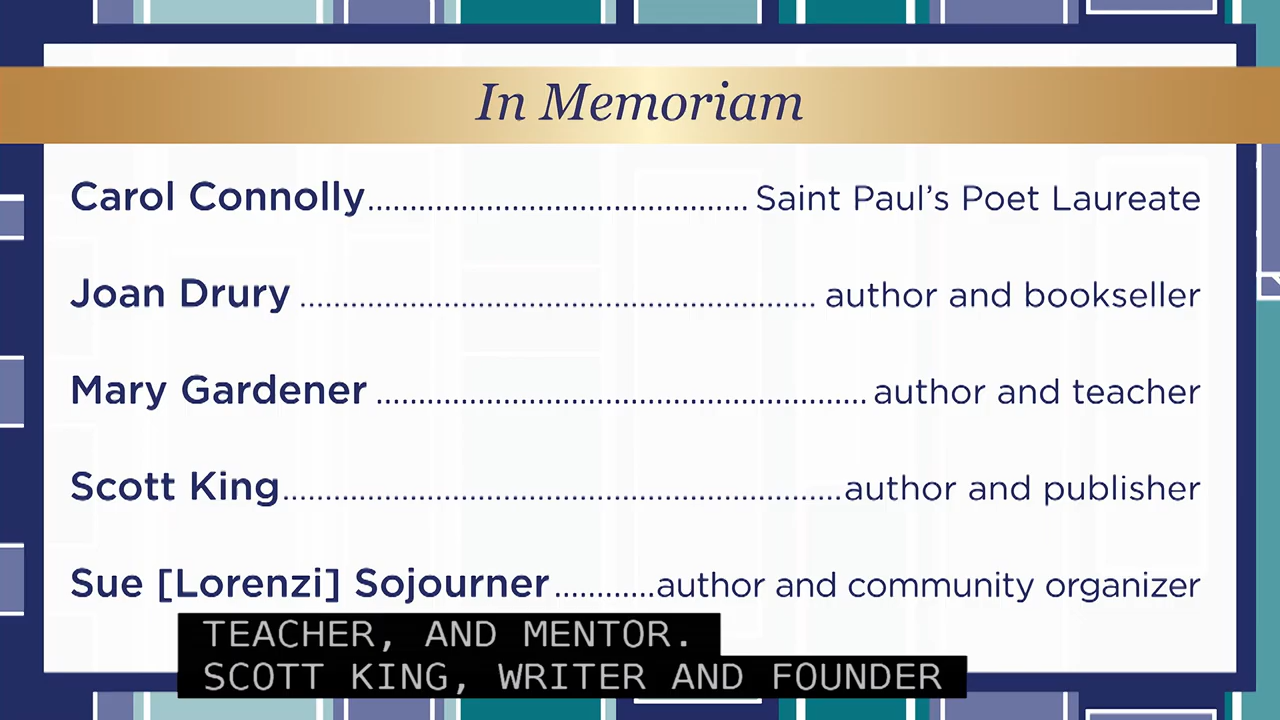 In Memoriam
Carol Connolly............................................. Saint Paul's Poet Laureate
Joan Drury ............................................................. author and bookseller
Mary Gardener .......................................................... author and teacher
Scott King..................................................................author and publisher
Sue [Lorenzi] Sojourner............author and community organizer
TEACHER, AND MENTOR.
SCOTT KING, WRITER AND FOUNDER